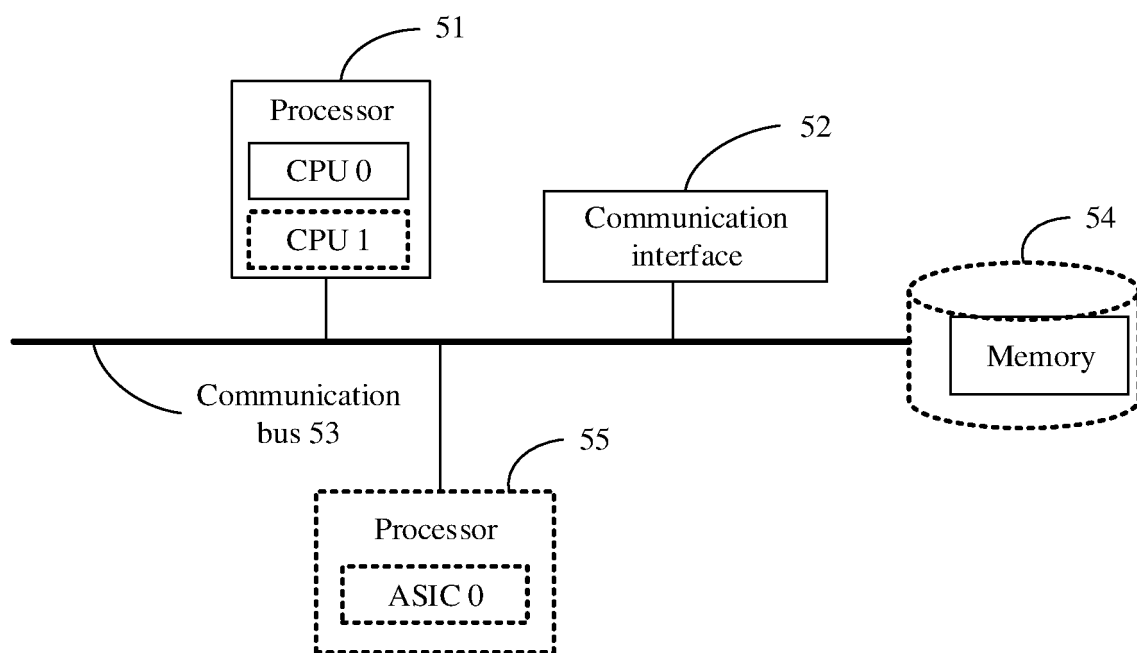 51
Processor
CPU 0
CPU 1
52
Communication
interface
54
Memory
Communication
bus 53
55
Processor
ASIC 0